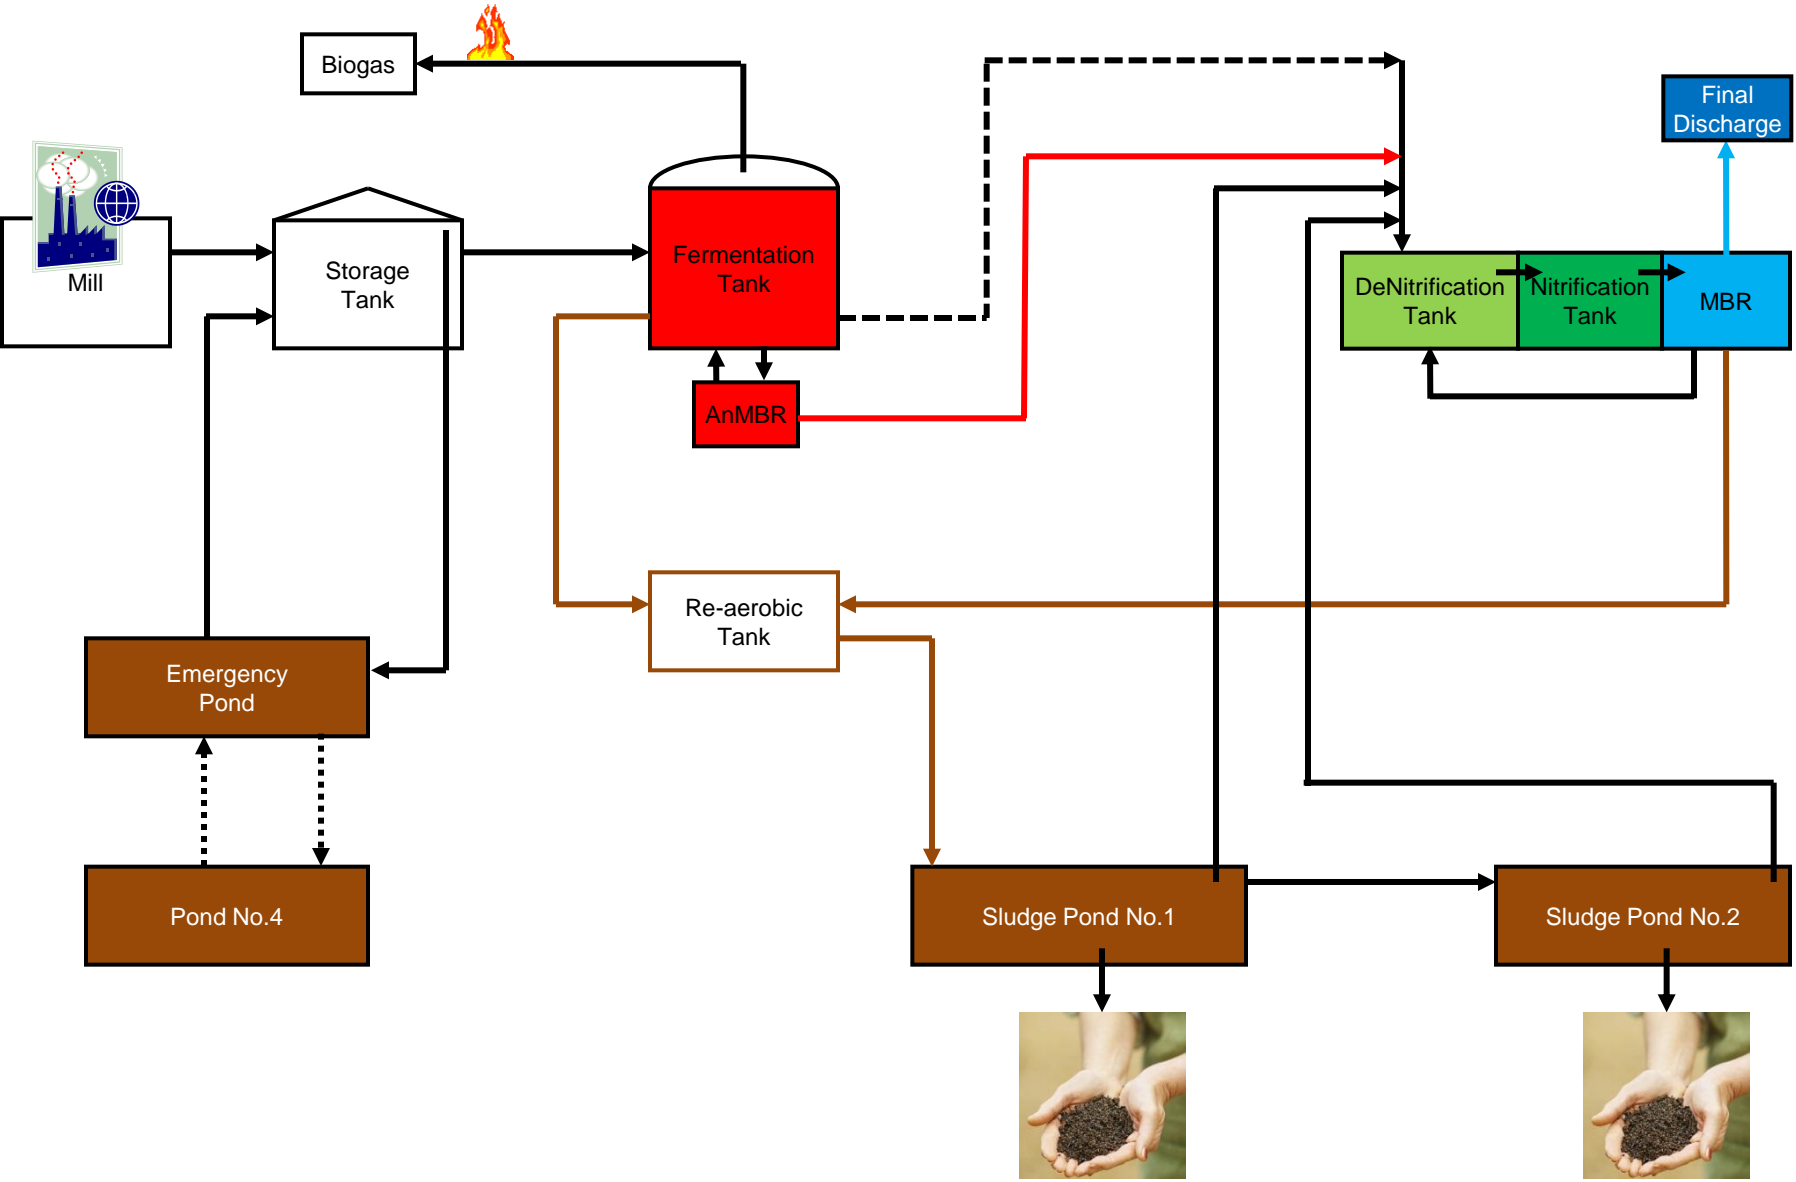 Biogas
Final
Discharge
Mill
Storage
Tank
Fermentation
Tank
DeNitrification
Tank
Nitrification
Tank
MBR
AnMBR
Re-aerobic
Tank
Emergency
Pond
Pond No.4
Sludge Pond No.1
Sludge Pond No.2